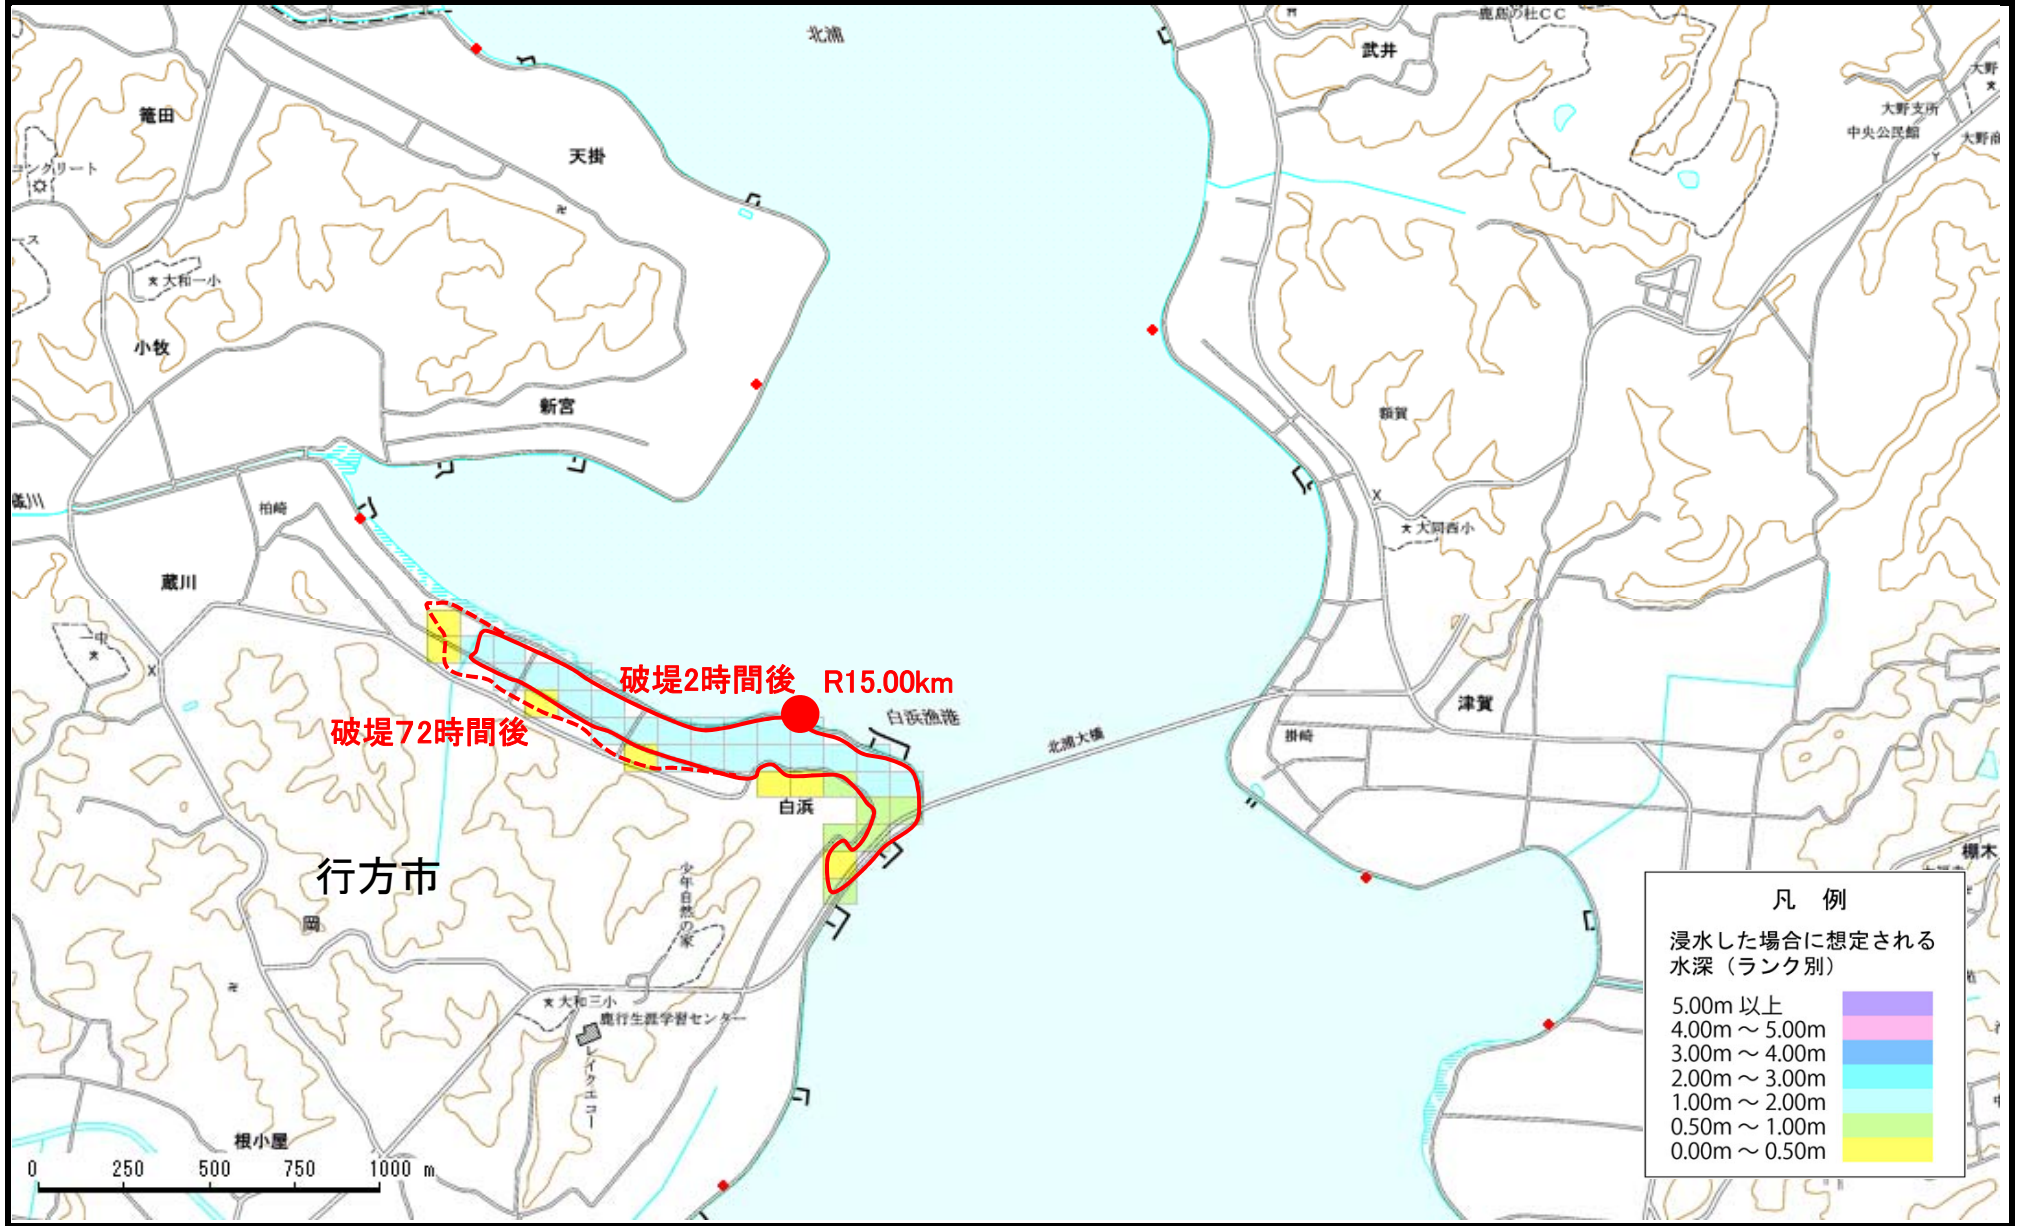 北浦
鹿島の杜CC
武井
大野
大野支所
中央公民館
篭田
天掛
コンクリート
ース
大和一小
小牧
新宮
額賀
大同西小
柏崎
蔵川
一中
破堤2時間後 R15.00km
白浜漁港
破堤72時間後
北浦大橋
津賀
掛崎
白浜
行方市
少年自然の家
岡
棚木
大和三小
鹿行生涯学習センター
レイクエコー
根小屋
0 250 500 750 1000 m
凡 例
浸水した場合に想定される
水深（ランク別）
5.00m 以上
4.00m ～ 5.00m
3.00m ～ 4.00m
2.00m ～ 3.00m
1.00m ～ 2.00m
0.50m ～ 1.00m
0.00m ～ 0.50m